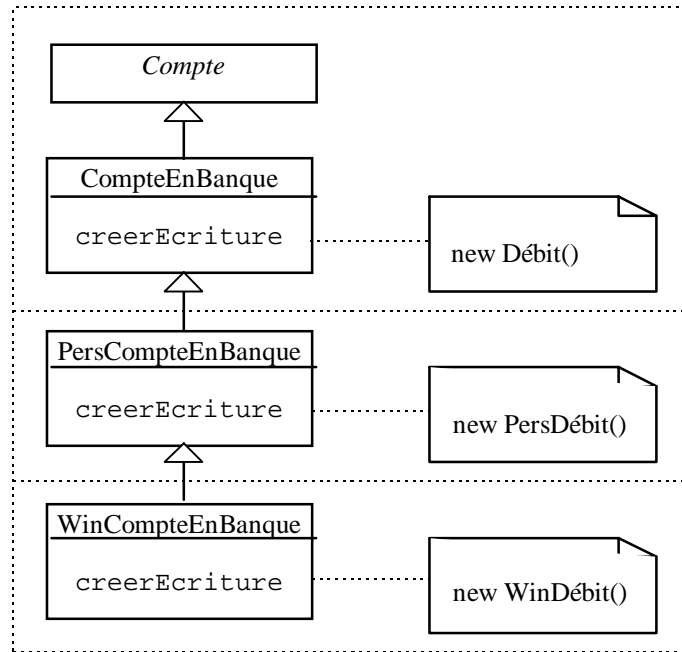 Compte
CompteEnBanque
creerEcriture
new Débit()
PersCompteEnBanque
creerEcriture
new PersDébit()
WinCompteEnBanque
creerEcriture
new WinDébit()